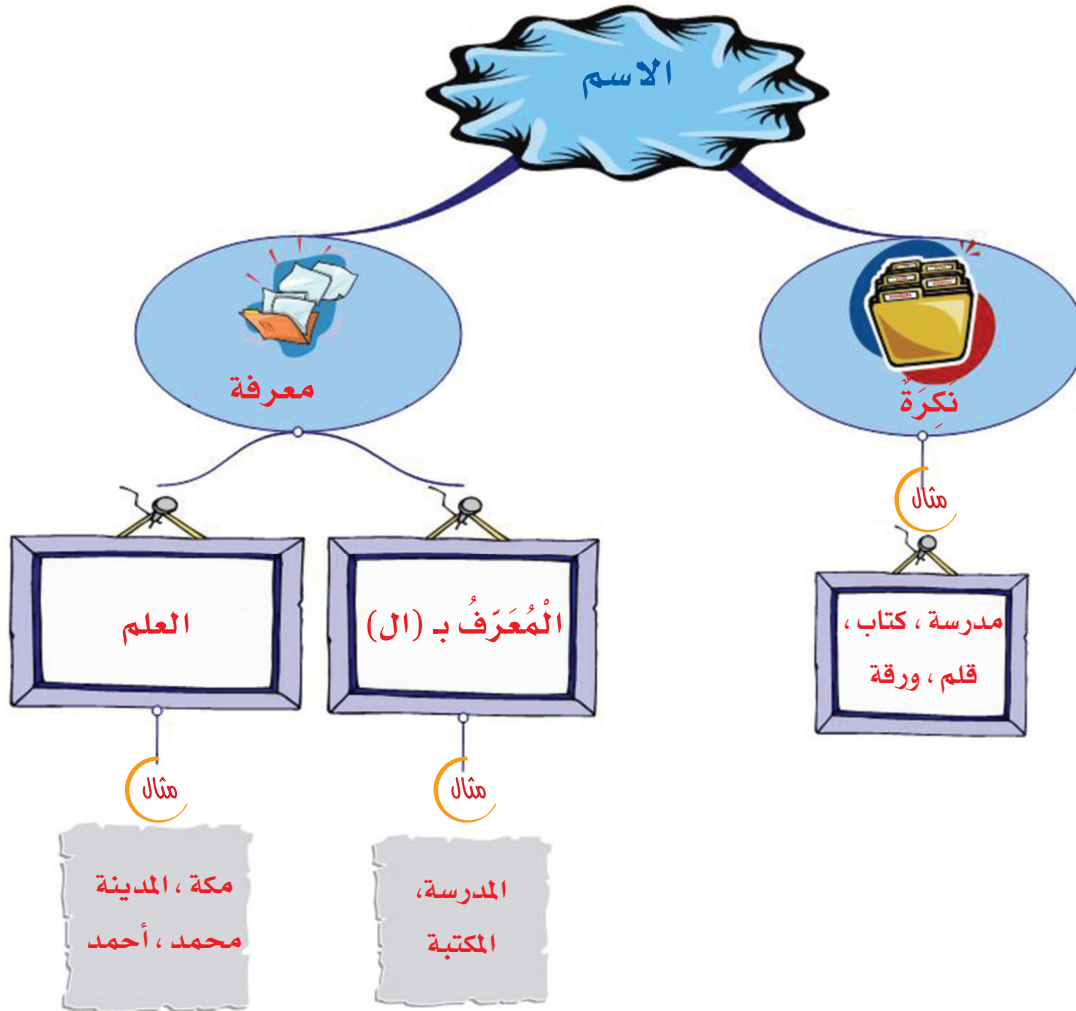 الاسم
نَكِرَةٌ
معرفة
مثال
مدرسة ، كتاب ،
قلم ، ورقة
الْمُعَرَّفُ بـ (ال)
العلم
مثال
مثال
المدرسة،
المكتبة
مكة ، المدينة
محمد ، أحمد